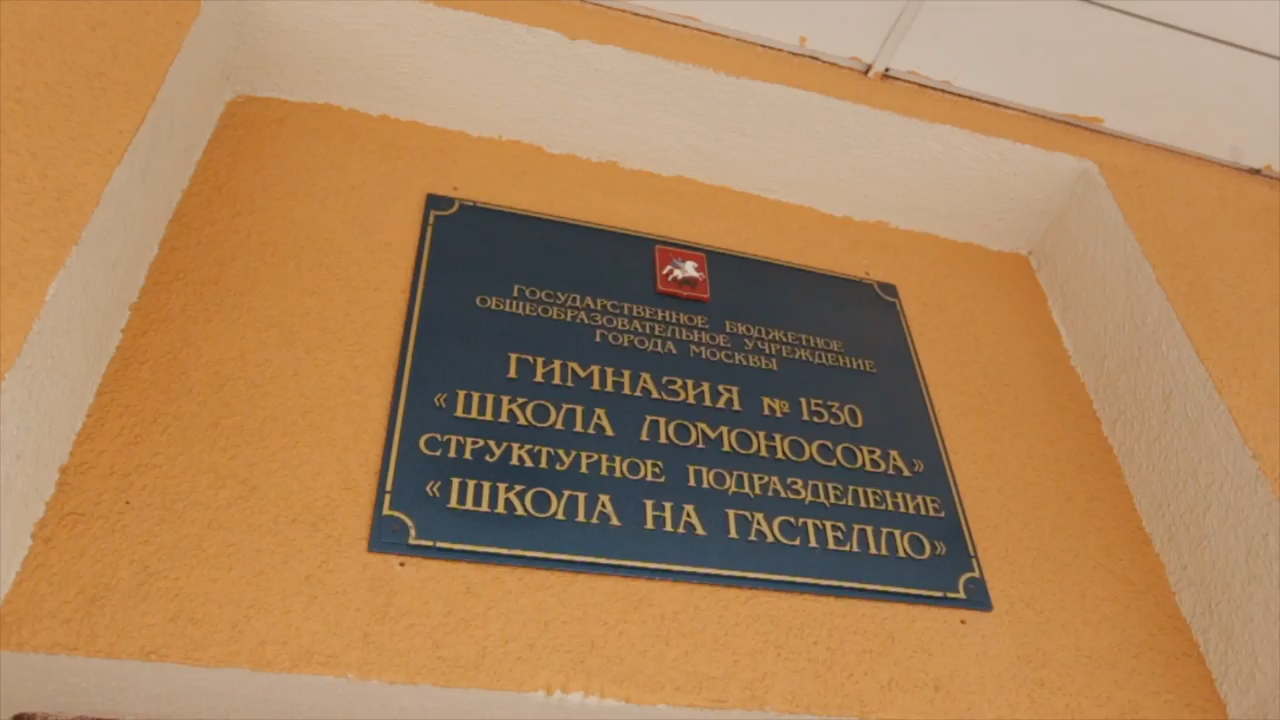 ГОСУДАРСТВЕННОЕ БЮДЖЕТНОЕ
ОБЩЕОБРАЗОВАТЕЛЬНОЕ УЧРЕЖДЕНИЕ
ГОРОДА МОСКВЫ
ГИМНАЗИЯ № 1530
«ШКОЛА ЛОМОНОСОВА»
СТРУКТУРНОЕ ПОДРАЗДЕЛЕНИЕ
«ШКОЛА НА ГАСТЕЛЛО»